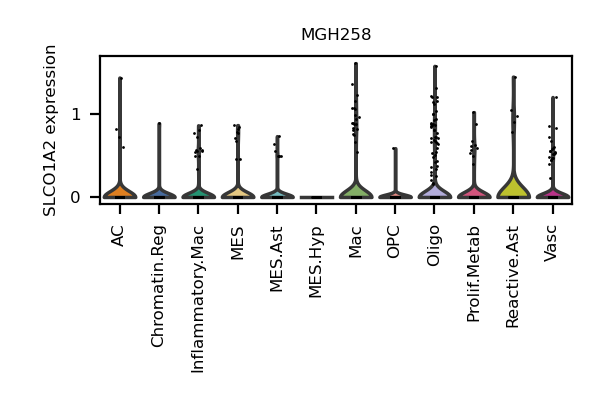 MGH258
SLCO1A2 expression
1
0
AC
Chromatin.Reg
Inflammatory.Mac
MES
MES.Ast
MES.Hyp
Mac
OPC
Oligo
Prolif.Metab
Reactive.Ast
Vasc